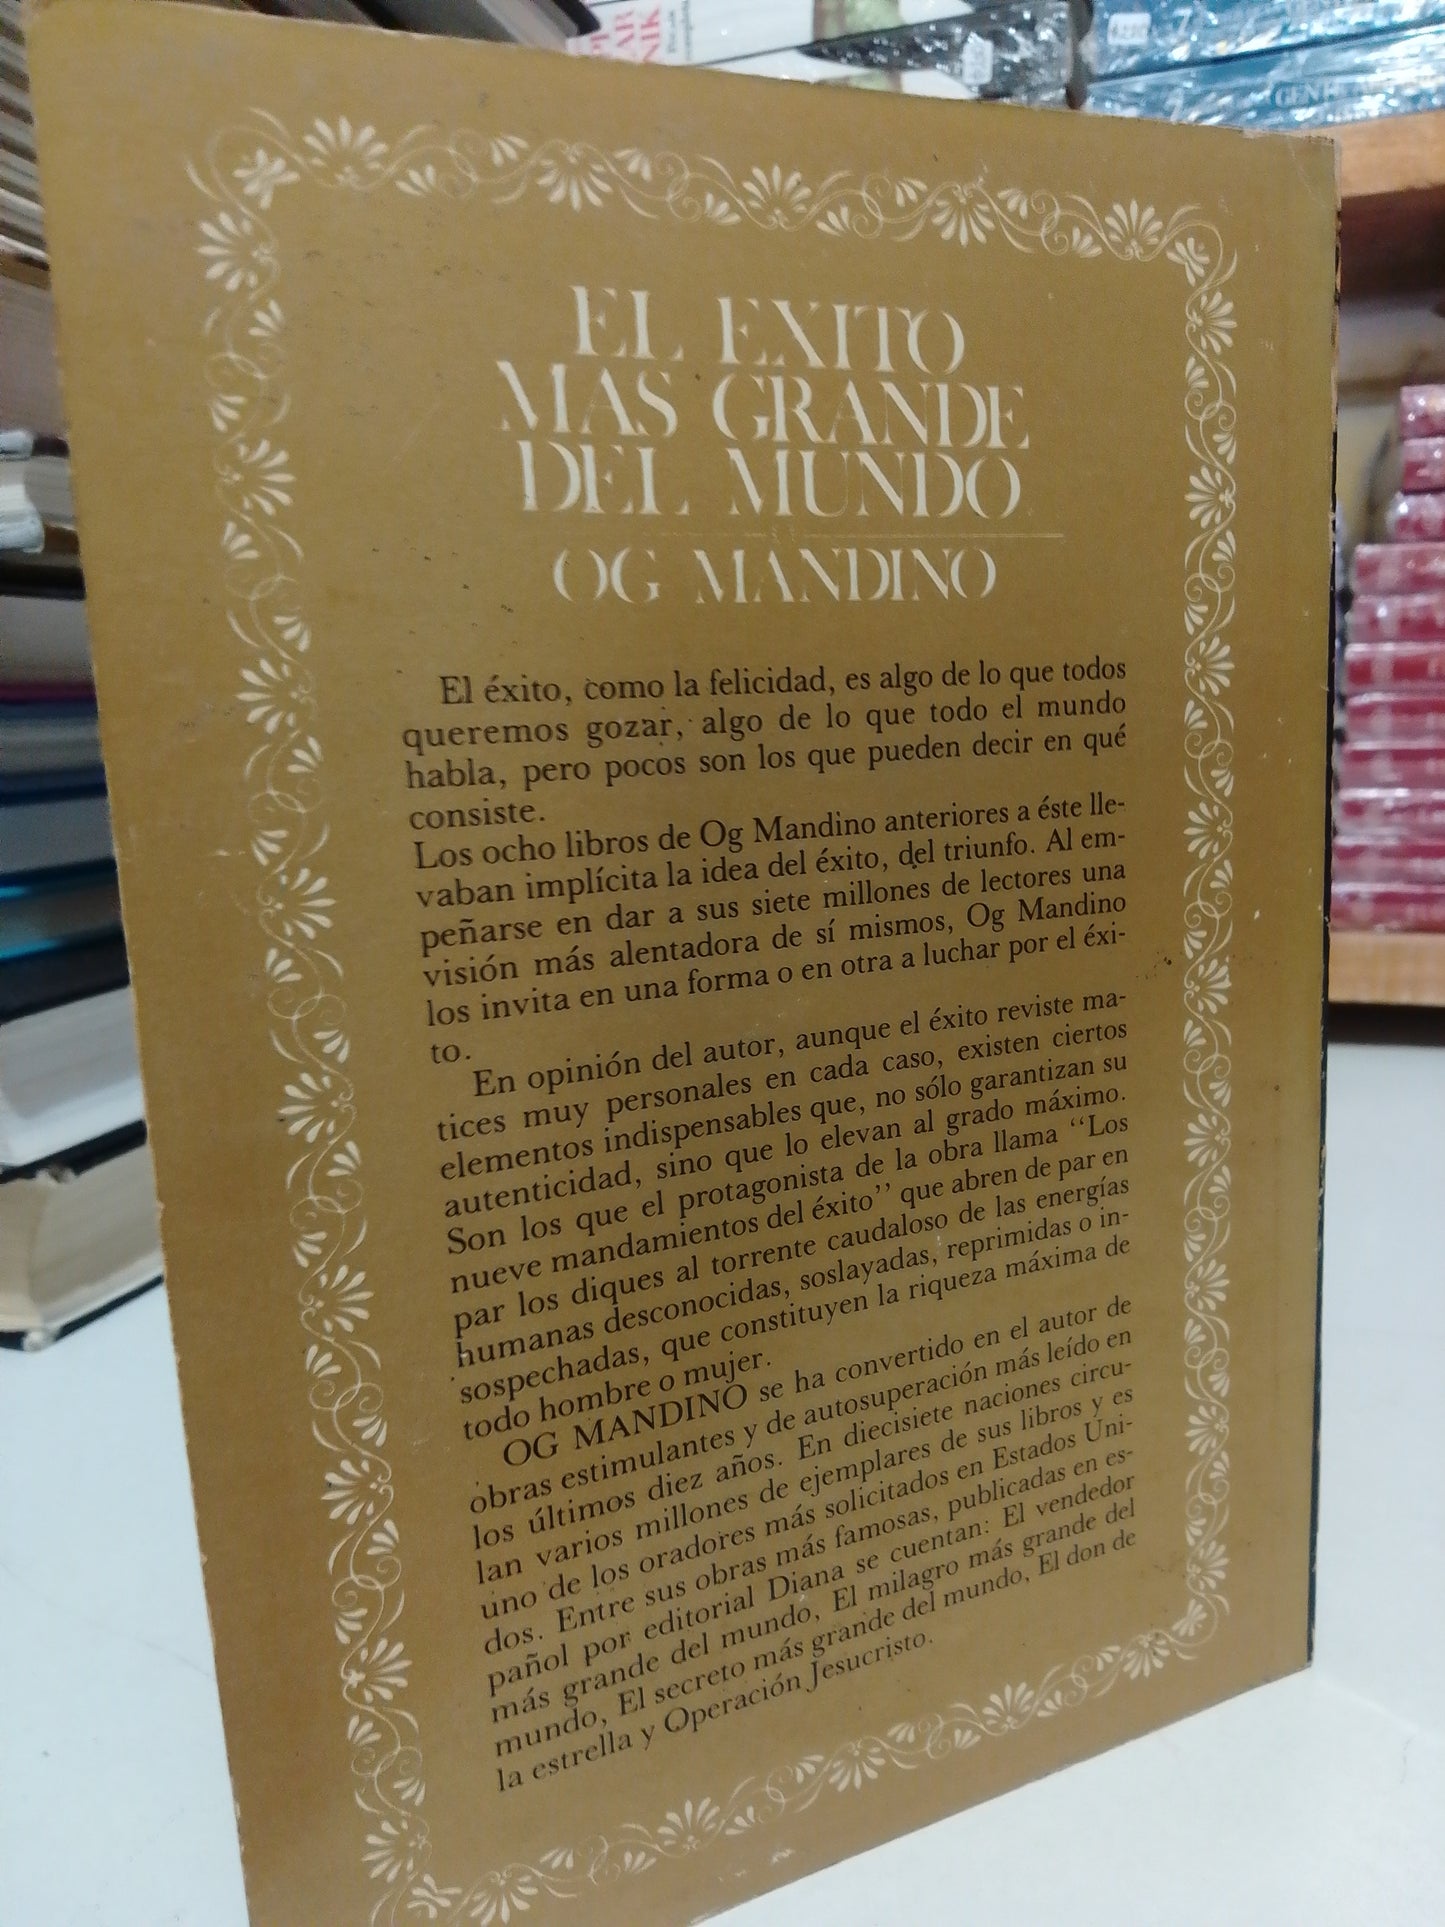 EL EXITO
MAS GRANDE
DEL MUNDO
OG MANDINO
El éxito, como la felicidad, es algo de lo que todos
queremos gozar, algo de lo que todo el mundo
habla, pero pocos son los que pueden decir en qué
consiste.
Los ocho libros de Og Mandino anteriores a éste lle-
vaban implícita la idea del éxito, del triunfo. Al em-
peñarse en dar a sus siete millones de lectores una
visión más alentadora de sí mismos, Og Mandino
los invita en una forma o en otra a luchar por el éxi-
to.
En opinión del autor, aunque el éxito reviste ma-
tices muy personales en cada caso, existen ciertos
elementos indispensables que, no sólo garantizan su
autenticidad, sino que lo elevan al grado máximo.
Son los que el protagonista de la obra llama “Los
nueve mandamientos del éxito” que abren de par en
par los diques al torrente caudaloso de las energías
humanas desconocidas, soslayadas, reprimidas o in-
sospechadas, que constituyen la riqueza máxima de
todo hombre o mujer.
OG MANDINO se ha convertido en el autor de
obras estimulantes y de autosuperación más leído en
los últimos diez años. En diecisiete naciones circu-
lan varios millones de ejemplares de sus libros y es
uno de los oradores más solicitados en Estados Uni-
dos. Entre sus obras más famosas, publicadas en es-
pañol por editorial Diana se cuentan: El vendedor
más grande del mundo, El milagro más grande del
mundo, El secreto más grande del mundo, El don de
la estrella y Operación Jesucristo.